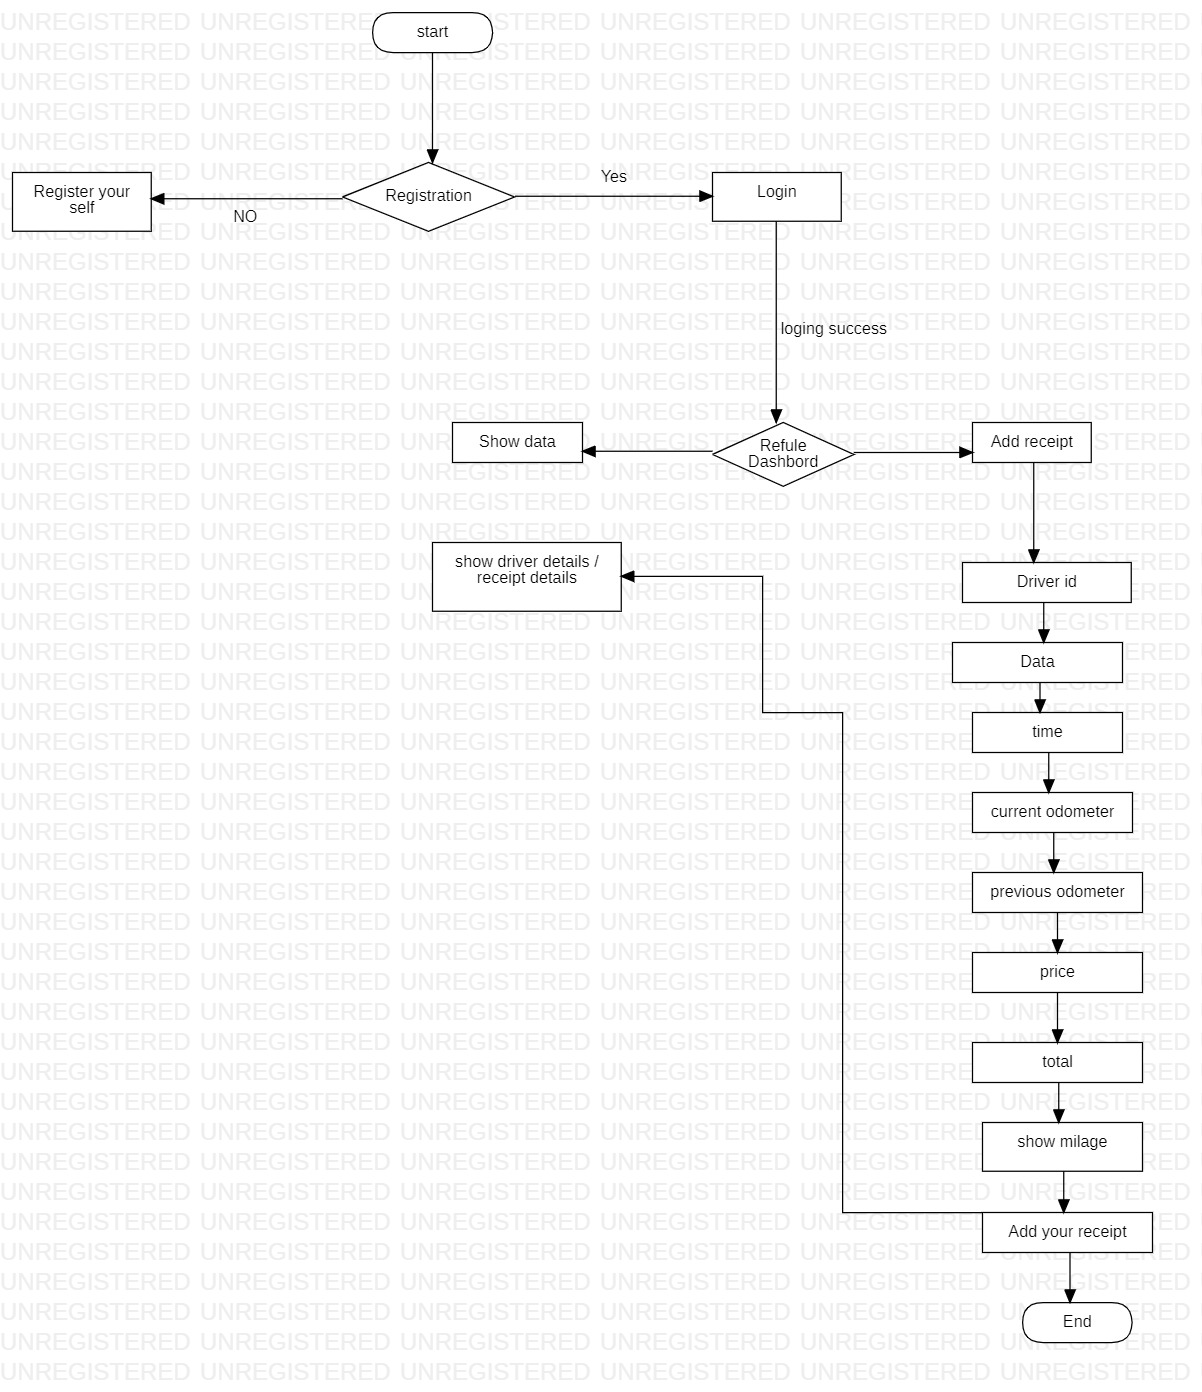 start
Registration
Yes
Login
Register your
self
NO
loging success
Show data
Refule
Dashbord
Add receipt
show driver details /
receipt details
Driver id
Data
time
current odometer
previous odometer
price
total
show milage
Add your receipt
End
UNREGISTERED